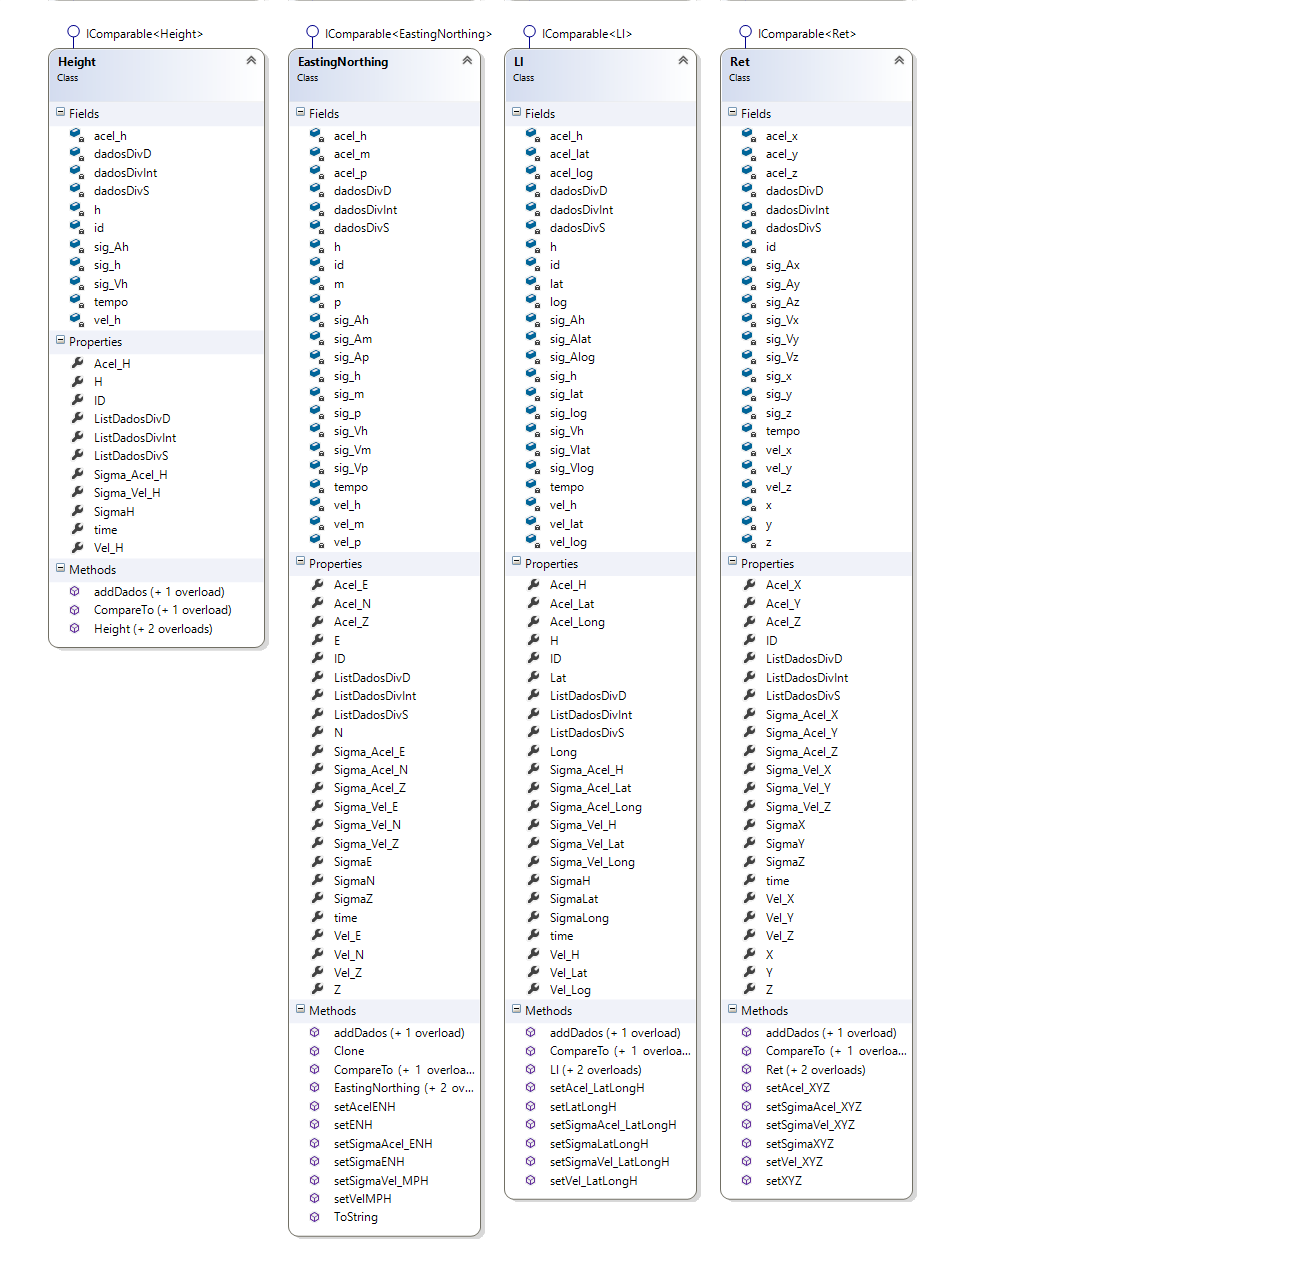 IComparable<Height>
Height
Class
Fields
acel_h
dadosDivD
dadosDivInt
dadosDivS
h
id
sig_Ah
sig_h
sig_Vh
tempo
vel_h
Properties
Acel_H
H
ID
ListDadosDivD
ListDadosDivInt
ListDadosDivS
Sigma_Acel_H
Sigma_Vel_H
SigmaH
time
Vel_H
Methods
addDados (+ 1 overload)
CompareTo (+ 1 overload)
Height (+ 2 overloads)
IComparable<EastingNorthing>
EastingNorthing
Class
Fields
acel_h
acel_m
acel_p
dadosDivD
dadosDivInt
dadosDivS
h
id
m
p
sig_Ah
sig_Am
sig_Ap
sig_h
sig_m
sig_p
sig_Vh
sig_Vm
sig_Vp
tempo
vel_h
vel_m
vel_p
Properties
Acel_E
Acel_N
Acel_Z
E
ID
ListDadosDivD
ListDadosDivInt
ListDadosDivS
N
Sigma_Acel_E
Sigma_Acel_N
Sigma_Acel_Z
Sigma_Vel_E
Sigma_Vel_N
Sigma_Vel_Z
SigmaE
SigmaN
SigmaZ
time
Vel_E
Vel_N
Vel_Z
Z
Methods
addDados (+ 1 overload)
Clone
CompareTo (+ 1 overloa...
EastingNorthing (+ 2 ov...
setAcelENH
setENH
setSigmaAcel_ENH
setSigmaENH
setSigmaVel_MPH
setVelMPH
ToString
IComparable<Ll>
Ll
Class
Fields
acel_h
acel_lat
acel_log
dadosDivD
dadosDivInt
dadosDivS
h
id
lat
log
sig_Ah
sig_Alat
sig_Alog
sig_h
sig_lat
sig_log
sig_Vh
sig_Vlat
sig_Vlog
tempo
vel_h
vel_lat
vel_log
Properties
Acel_H
Acel_Lat
Acel_Long
H
ID
Lat
ListDadosDivD
ListDadosDivInt
ListDadosDivS
Long
Sigma_Acel_H
Sigma_Acel_Lat
Sigma_Acel_Long
Sigma_Vel_H
Sigma_Vel_Lat
Sigma_Vel_Long
SigmaH
SigmaLat
SigmaLong
time
Vel_H
Vel_Lat
Vel_Log
Methods
addDados (+ 1 overload)
CompareTo (+ 1 overloa...
Ll (+ 2 overloads)
setAcel_LatLongH
setLatLongH
setSigmaAcel_LatLongH
setSigmaLatLongH
setSigmaVel_LatLongH
setVel_LatLongH
IComparable<Ret>
Ret
Class
Fields
acel_x
acel_y
acel_z
dadosDivD
dadosDivInt
dadosDivS
id
sig_Ax
sig_Ay
sig_Az
sig_Vx
sig_Vy
sig_Vz
sig_x
sig_y
sig_z
tempo
vel_x
vel_y
vel_z
x
y
z
Properties
Acel_X
Acel_Y
Acel_Z
ID
ListDadosDivD
ListDadosDivInt
ListDadosDivS
Sigma_Acel_X
Sigma_Acel_Y
Sigma_Acel_Z
Sigma_Vel_X
Sigma_Vel_Y
Sigma_Vel_Z
SigmaX
SigmaY
SigmaZ
time
Vel_X
Vel_Y
Vel_Z
X
Y
Z
Methods
addDados (+ 1 overload)
CompareTo (+ 1 overloa...
Ret (+ 2 overloads)
setAcel_XYZ
setSgimaAcel_XYZ
setSgimaVel_XYZ
setSgimaXYZ
setVel_XYZ
setXYZ